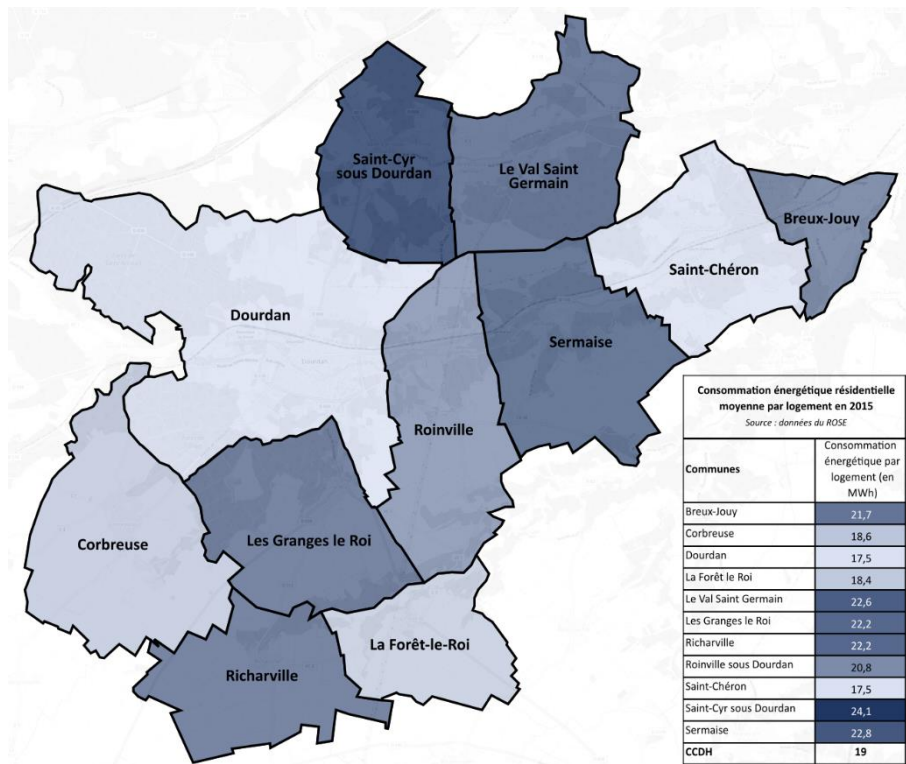 Saint-Cyr
sous Dourdan
Le Val Saint
Germain
Breux-Jouy
Saint-Chéron
Dourdan
Sermaise
Roinville
Corbreuse
Les Granges le Roi
La Forêt-le-Roi
Richarville
Consommation énergétique résidentielle
moyenne par logement en 2015
Source : données du ROSE
Communes
Consommation
énergétique par
logement (en
MWh)
Breux-Jouy 21,7
Corbreuse 18,6
Dourdan 17,5
La Forêt le Roi 18,4
Le Val Saint Germain 22,6
Les Granges le Roi 22,2
Richarville 22,2
Roinville sous Dourdan 20,8
Saint-Chéron 17,5
Saint-Cyr sous Dourdan 24,1
Sermaise 22,8
CCDH 19